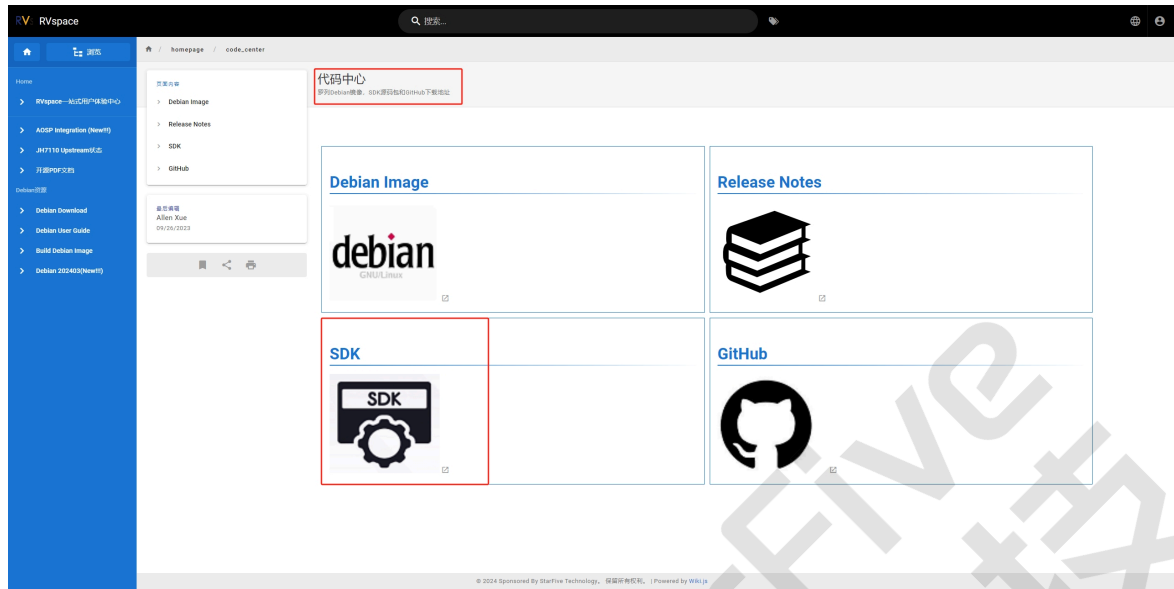 RV RVspace
搜索...
浏览
/ homepage / code_center
Home
RVspace一站式用户体验中心
AOSP Integration (New!!!)
JH7110 Upstream状态
开源PDF文档
Debian资源
Debian Download
Debian User Guide
Build Debian Image
Debian 202403(New!!!)
页面内容
Debian Image
Release Notes
SDK
GitHub
最后编辑
Allen Xue
09/26/2023
代码中心
罗列Debian镜像、SDK源码包和GitHub下载地址
Debian Image
debian
GNU/Linux
Release Notes
SDK
SDK
GitHub
© 2024 Sponsored By StarFive Technology。 保留所有权利。 | Powered by Wiki.js
Five